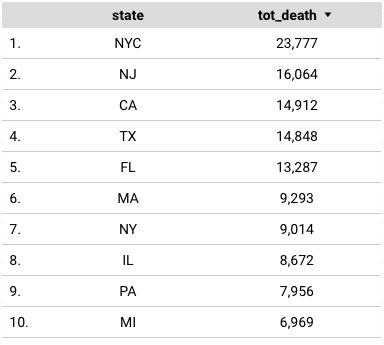 state tot_death
1. NYC 23,777
2. NJ 16,064
3. CA 14,912
4. TX 14,848
5. FL 13,287
6. MA 9,293
7. NY 9,014
8. IL 8,672
9. PA 7,956
10. MI 6,969